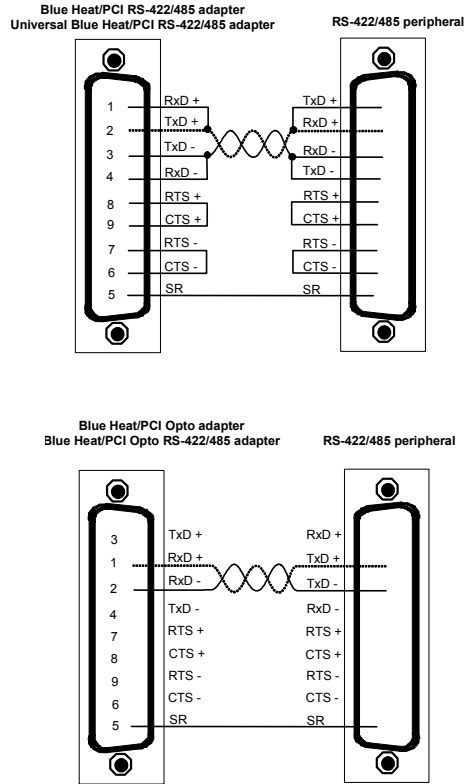 Blue Heat/PCI RS-422/485 adapter
Universal Blue Heat/PCI RS-422/485 adapter
RS-422/485 peripheral
1 RxD + TxD +
2 TxD + RxD +
3 TxD - RxD -
4 RxD - TxD -
8 RTS + RTS +
9 CTS + CTS +
7 RTS - RTS -
6 CTS - CTS -
5 SR SR
Blue Heat/PCI Opto adapter
Blue Heat/PCI Opto RS-422/485 adapter
RS-422/485 peripheral
3 TxD + RxD +
1 RxD + TxD +
2 RxD - TxD -
4 TxD - RxD -
7 RTS + RTS +
8 CTS + CTS +
9 RTS - RTS -
6 CTS - CTS -
5 SR SR